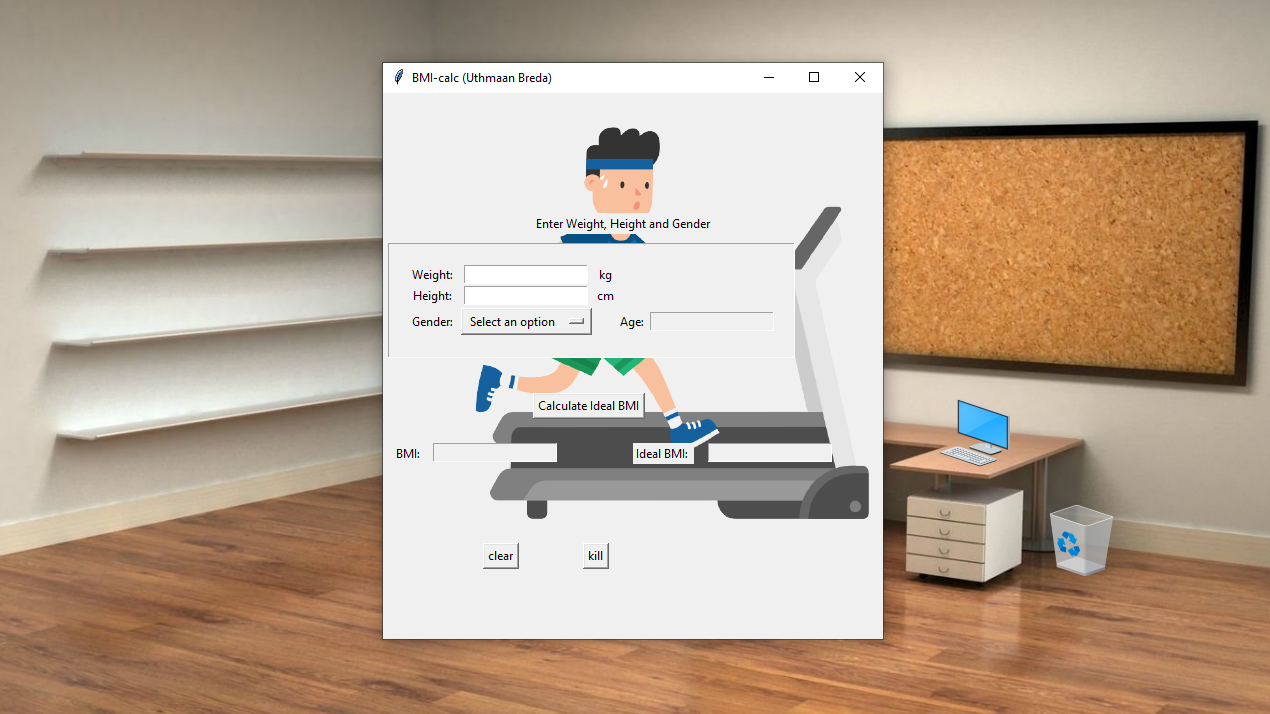 BMI-calc (Uthmaan Breda)
Enter Weight, Height and Gender
Weight: kg
Height: cm
Gender: Select an option Age:
Calculate Ideal BMI
BMI: Ideal BMI:
clear kill